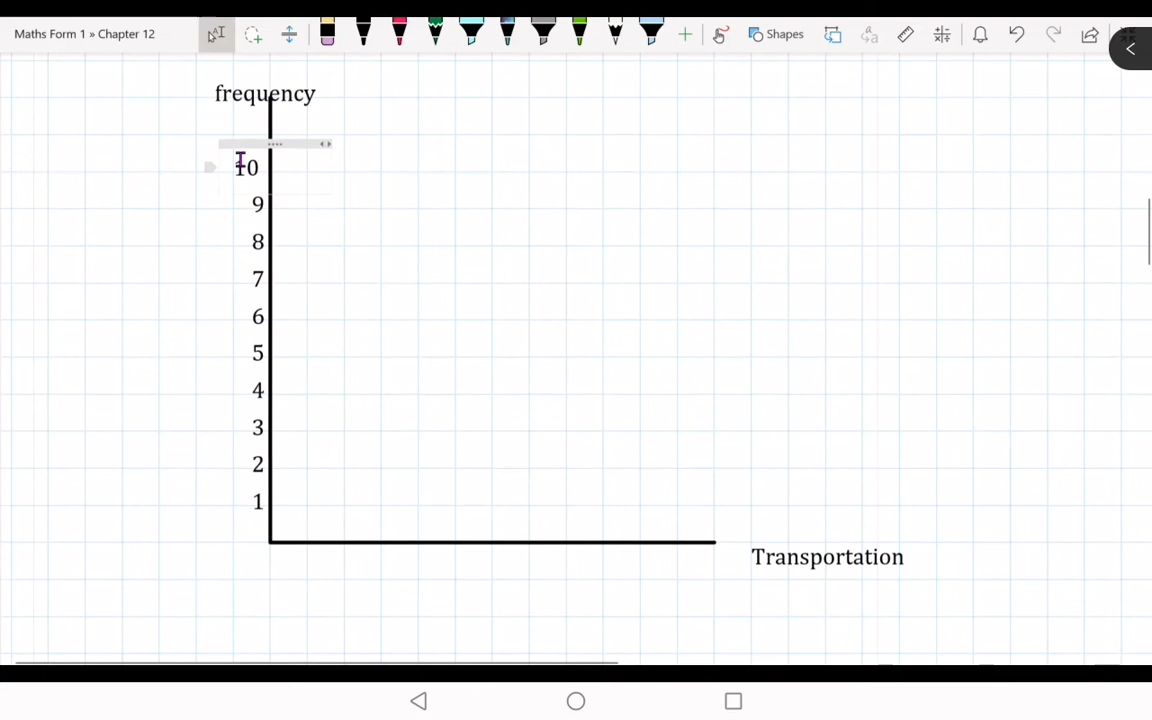 Maths Form 1 » Chapter 12
Shapes
frequency
10
9
8
7
6
5
4
3
2
1
Transportation